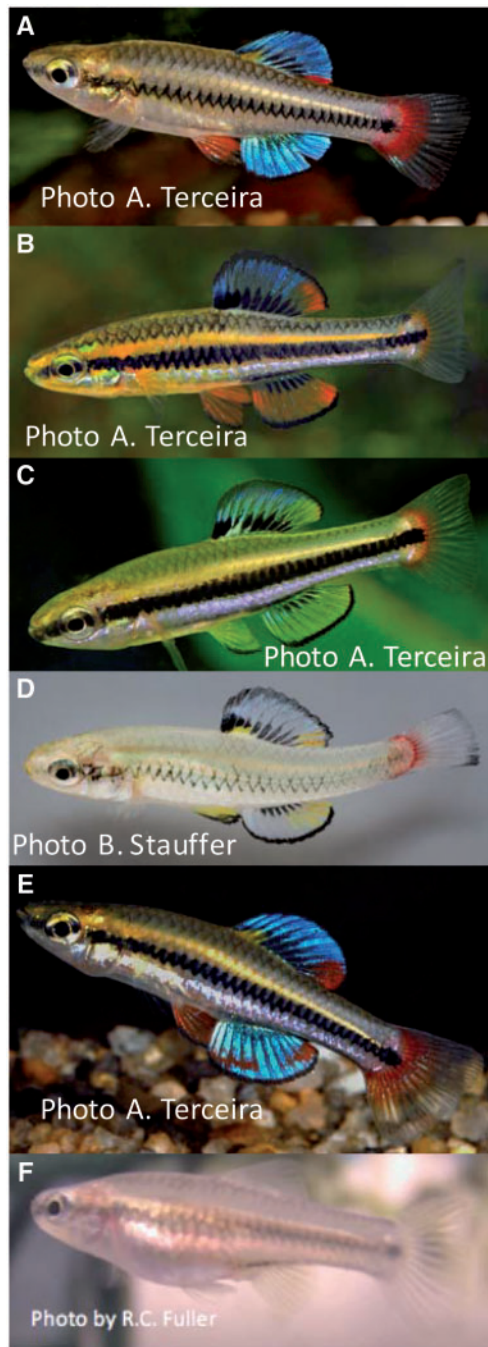 A
Photo A. Terceira
B
Photo A. Terceira
C
Photo A. Terceira
D
Photo B. Stauffer
E
Photo A. Terceira
F
Photo by R.C. Fuller